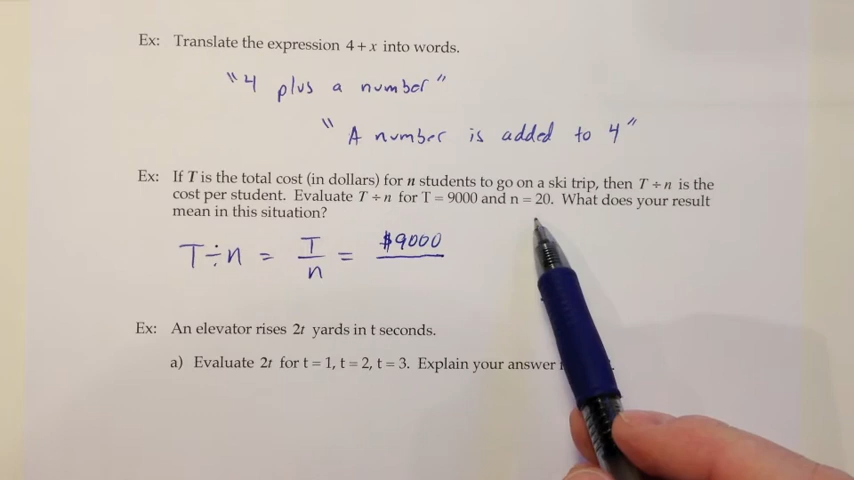 Ex: Translate the expression 4 + x into words.
"4 plus a number"
"A number is added to 4"
Ex: If T is the total cost (in dollars) for n students to go on a ski trip, then T ÷ n is the
cost per student. Evaluate T ÷ n for T = 9000 and n = 20. What does your result
mean in this situation?
T÷n = T/n = $9000
Ex: An elevator rises 2t yards in t seconds.
a) Evaluate 2t for t = 1, t = 2, t = 3. Explain your answer